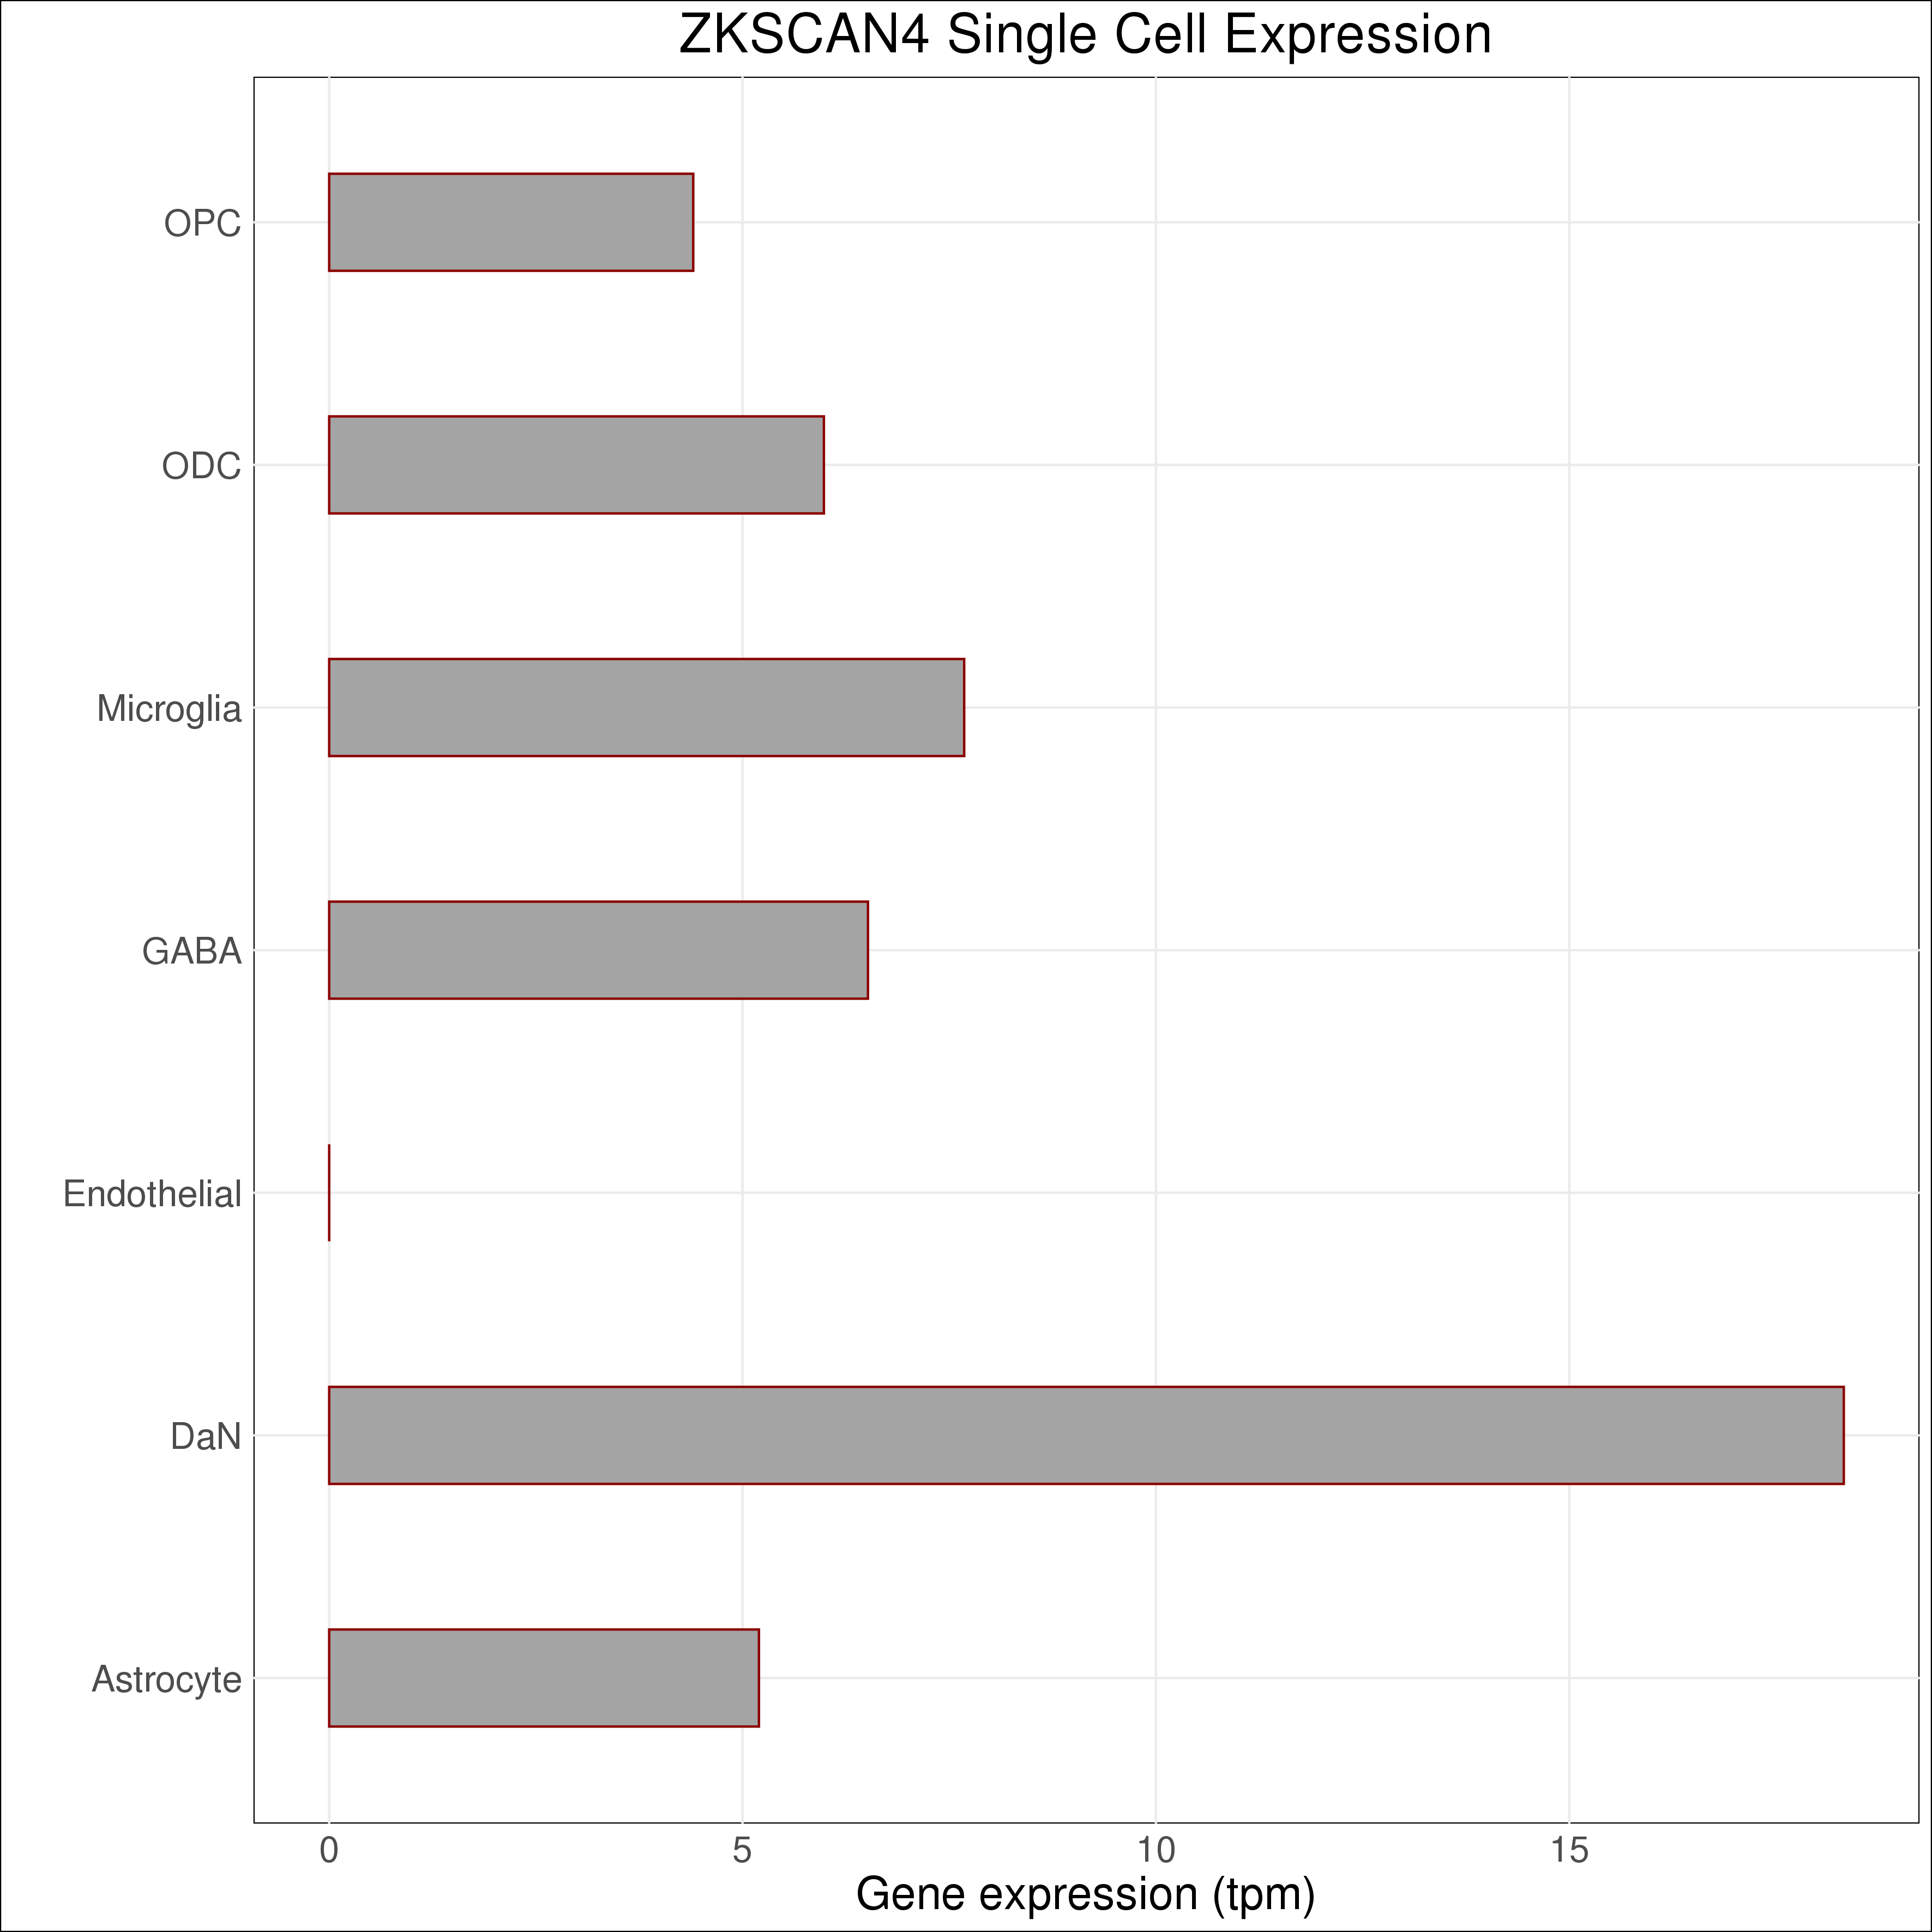 ZKSCAN4 Single Cell Expression
OPC
ODC
Microglia
GABA
Endothelial
DaN
Astrocyte
0 5 10 15
Gene expression (tpm)